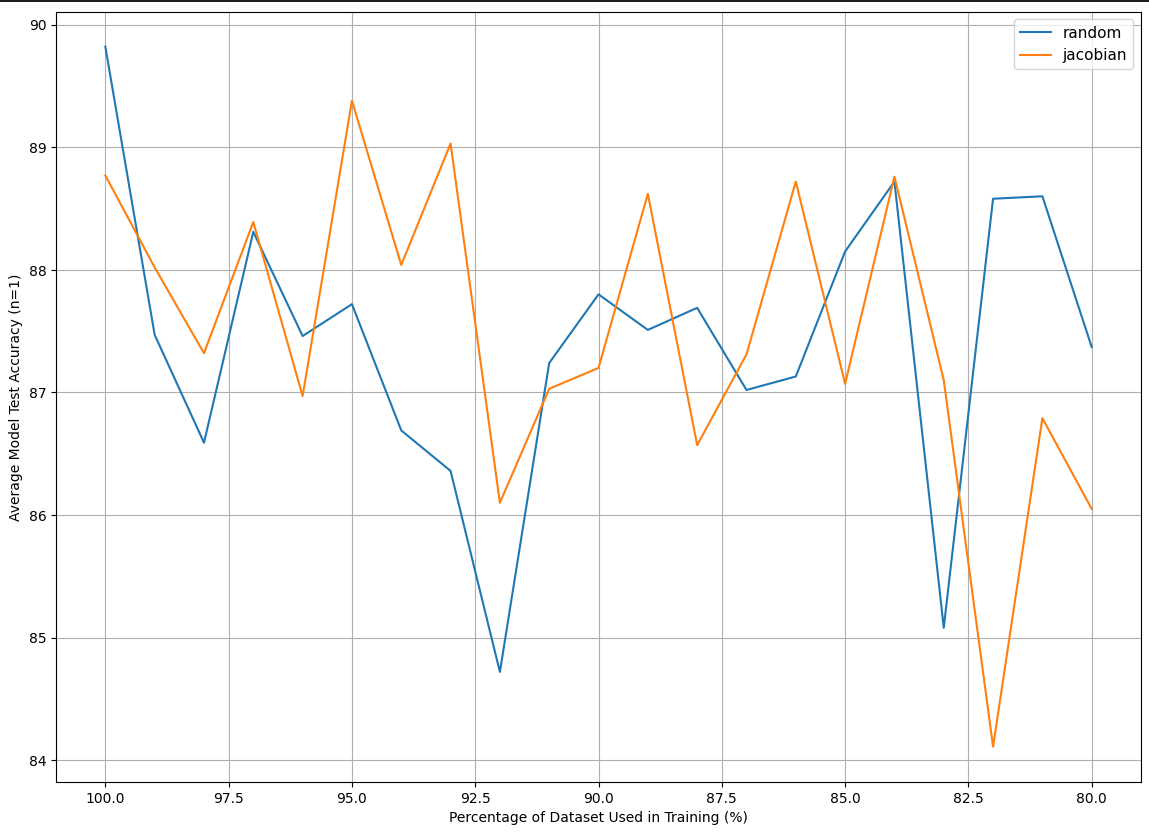 random
jacobian
90
89
88
87
86
85
84
Average Model Test Accuracy (n=1)
100.0 97.5 95.0 92.5 90.0 87.5 85.0 82.5 80.0
Percentage of Dataset Used in Training (%)